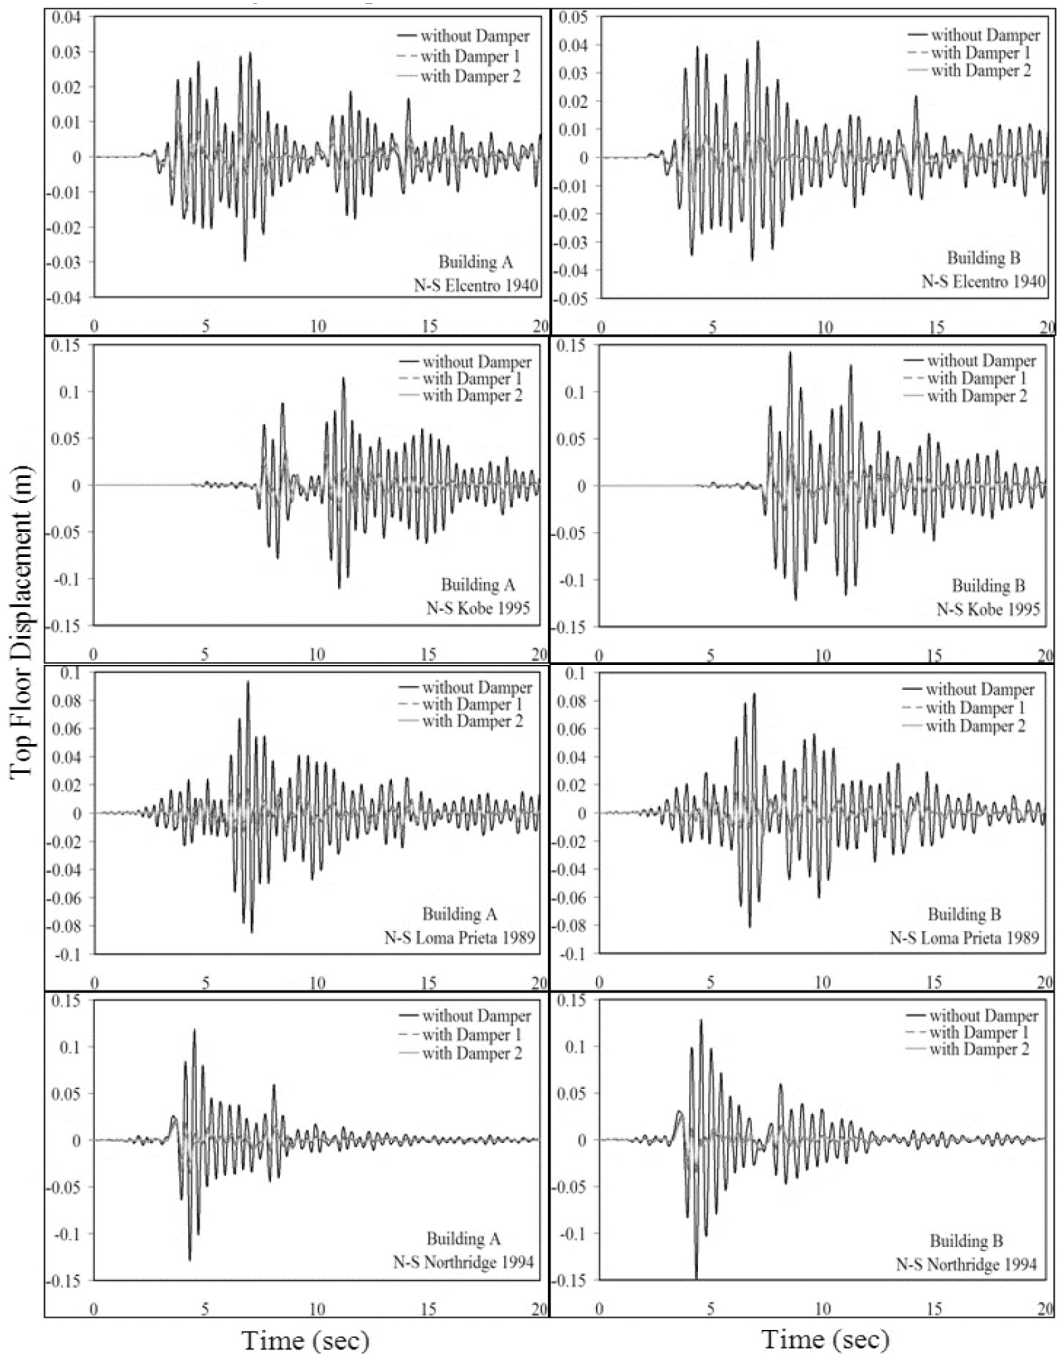 0.04
0.03
0.02
0.01
0
-0.01
-0.02
-0.03
-0.04
without Damper
with Damper 1
with Damper 2
Building A
N-S Elcentro 1940
0 5 10 15 20
0.05
0.04
0.03
0.02
0.01
0
-0.01
-0.02
-0.03
-0.04
-0.05
without Damper
with Damper 1
with Damper 2
Building B
N-S Elcentro 1940
0 5 10 15 20
0.15
0.1
0.05
0
-0.05
-0.1
-0.15
without Damper
with Damper 1
with Damper 2
Building A
N-S Kobe 1995
0 5 10 15 20
0.15
0.1
0.05
0
-0.05
-0.1
-0.15
without Damper
with Damper 1
with Damper 2
Building B
N-S Kobe 1995
0 5 10 15 20
Top Floor Displacement (m)
0.1
0.08
0.06
0.04
0.02
0
-0.02
-0.04
-0.06
-0.08
-0.1
without Damper
with Damper 1
with Damper 2
Building A
N-S Loma Prieta 1989
0 5 10 15 20
0.1
0.08
0.06
0.04
0.02
0
-0.02
-0.04
-0.06
-0.08
-0.1
without Damper
with Damper 1
with Damper 2
Building B
N-S Loma Prieta 1989
0 5 10 15 20
0.15
0.1
0.05
0
-0.05
-0.1
-0.15
without Damper
with Damper 1
with Damper 2
Building A
N-S Northridge 1994
0 5 10 15 20
0.15
0.1
0.05
0
-0.05
-0.1
-0.15
without Damper
with Damper 1
with Damper 2
Building B
N-S Northridge 1994
0 5 10 15 20
Time (sec)
Time (sec)